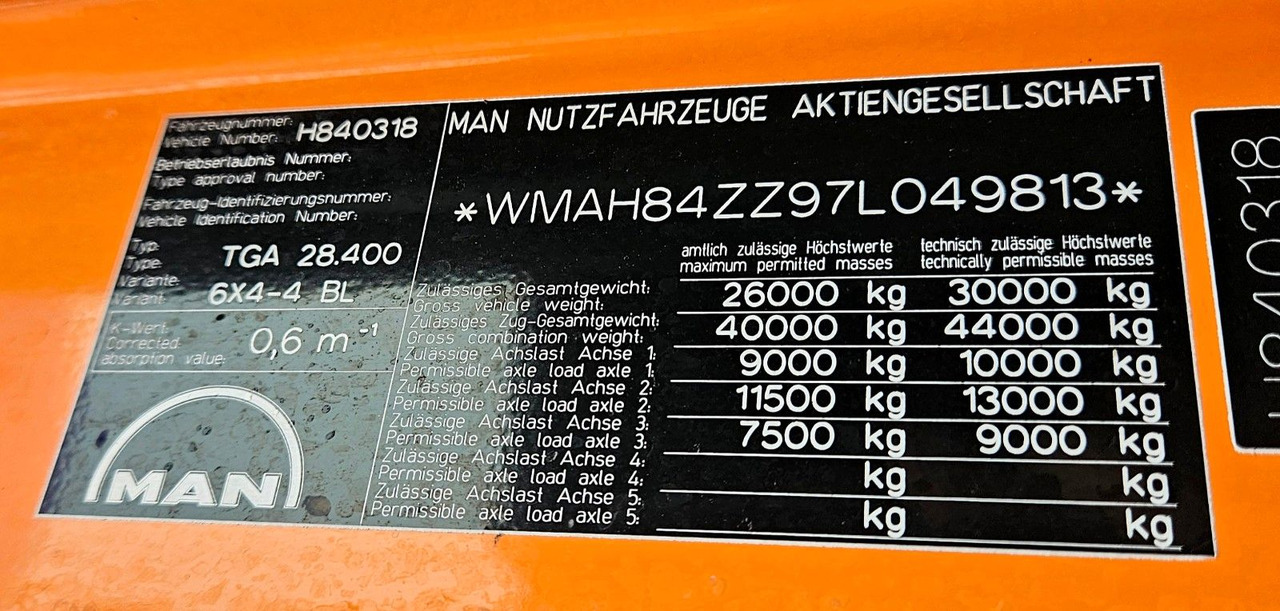 Fahrzeugnummer:
Vehicle Number: H840318
Betriebserlaubnis Nummer:
Type approval number:
Fahrzeug-Identifizierungsnummer:
Vehicle Identification Number:
Typ:
Type: TGA 28.400
Variante:
Variant: 6X4-4 BL
K-Wert:
Corrected
absorption value: 0,6 m⁻¹
MAN
MAN NUTZFAHRZEUGE AKTIENGESELLSCHAFT
*WMAH84ZZ97L049813*
amtlich zulässige Höchstwerte technisch zulässige Höchstwerte
maximum permitted masses technically permissible masses
Zulässiges Gesamtgewicht:
Gross vehicle weight: 26000 kg 30000 kg
Zulässiges Zug-Gesamtgewicht:
Gross combination weight: 40000 kg 44000 kg
Zulässige Achslast Achse 1:
Permissible axle load axle 1: 9000 kg 10000 kg
Zulässige Achslast Achse 2:
Permissible axle load axle 2: 11500 kg 13000 kg
Zulässige Achslast Achse 3:
Permissible axle load axle 3: 7500 kg 9000 kg
Zulässige Achslast Achse 4:
Permissible axle load axle 4: kg kg
Zulässige Achslast Achse 5:
Permissible axle load axle 5: kg kg
H840318